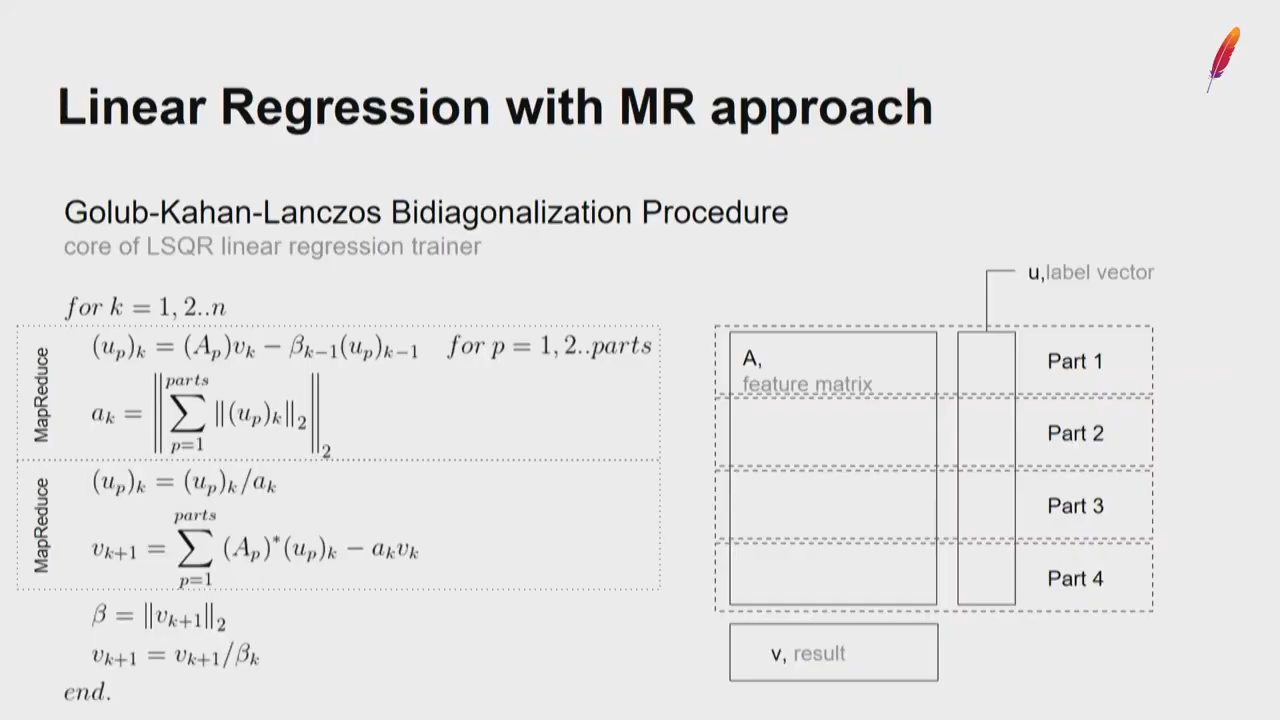 Linear Regression with MR approach
Golub-Kahan-Lanczos Bidiagonalization Procedure
core of LSQR linear regression trainer
for k = 1, 2..n
MapReduce
(u_p)_k = (A_p)v_k − β_{k−1}(u_p)_{k−1} for p = 1, 2..parts
a_k = ‖∑_{p=1}^{parts} ‖(u_p)_k‖_2‖_2
MapReduce
(u_p)_k = (u_p)_k/a_k
v_{k+1} = ∑_{p=1}^{parts} (A_p)^*(u_p)_k − a_k v_k
β = ‖v_{k+1}‖_2
v_{k+1} = v_{k+1}/β_k
end.
u,label vector
A,
feature matrix
Part 1
Part 2
Part 3
Part 4
v, result